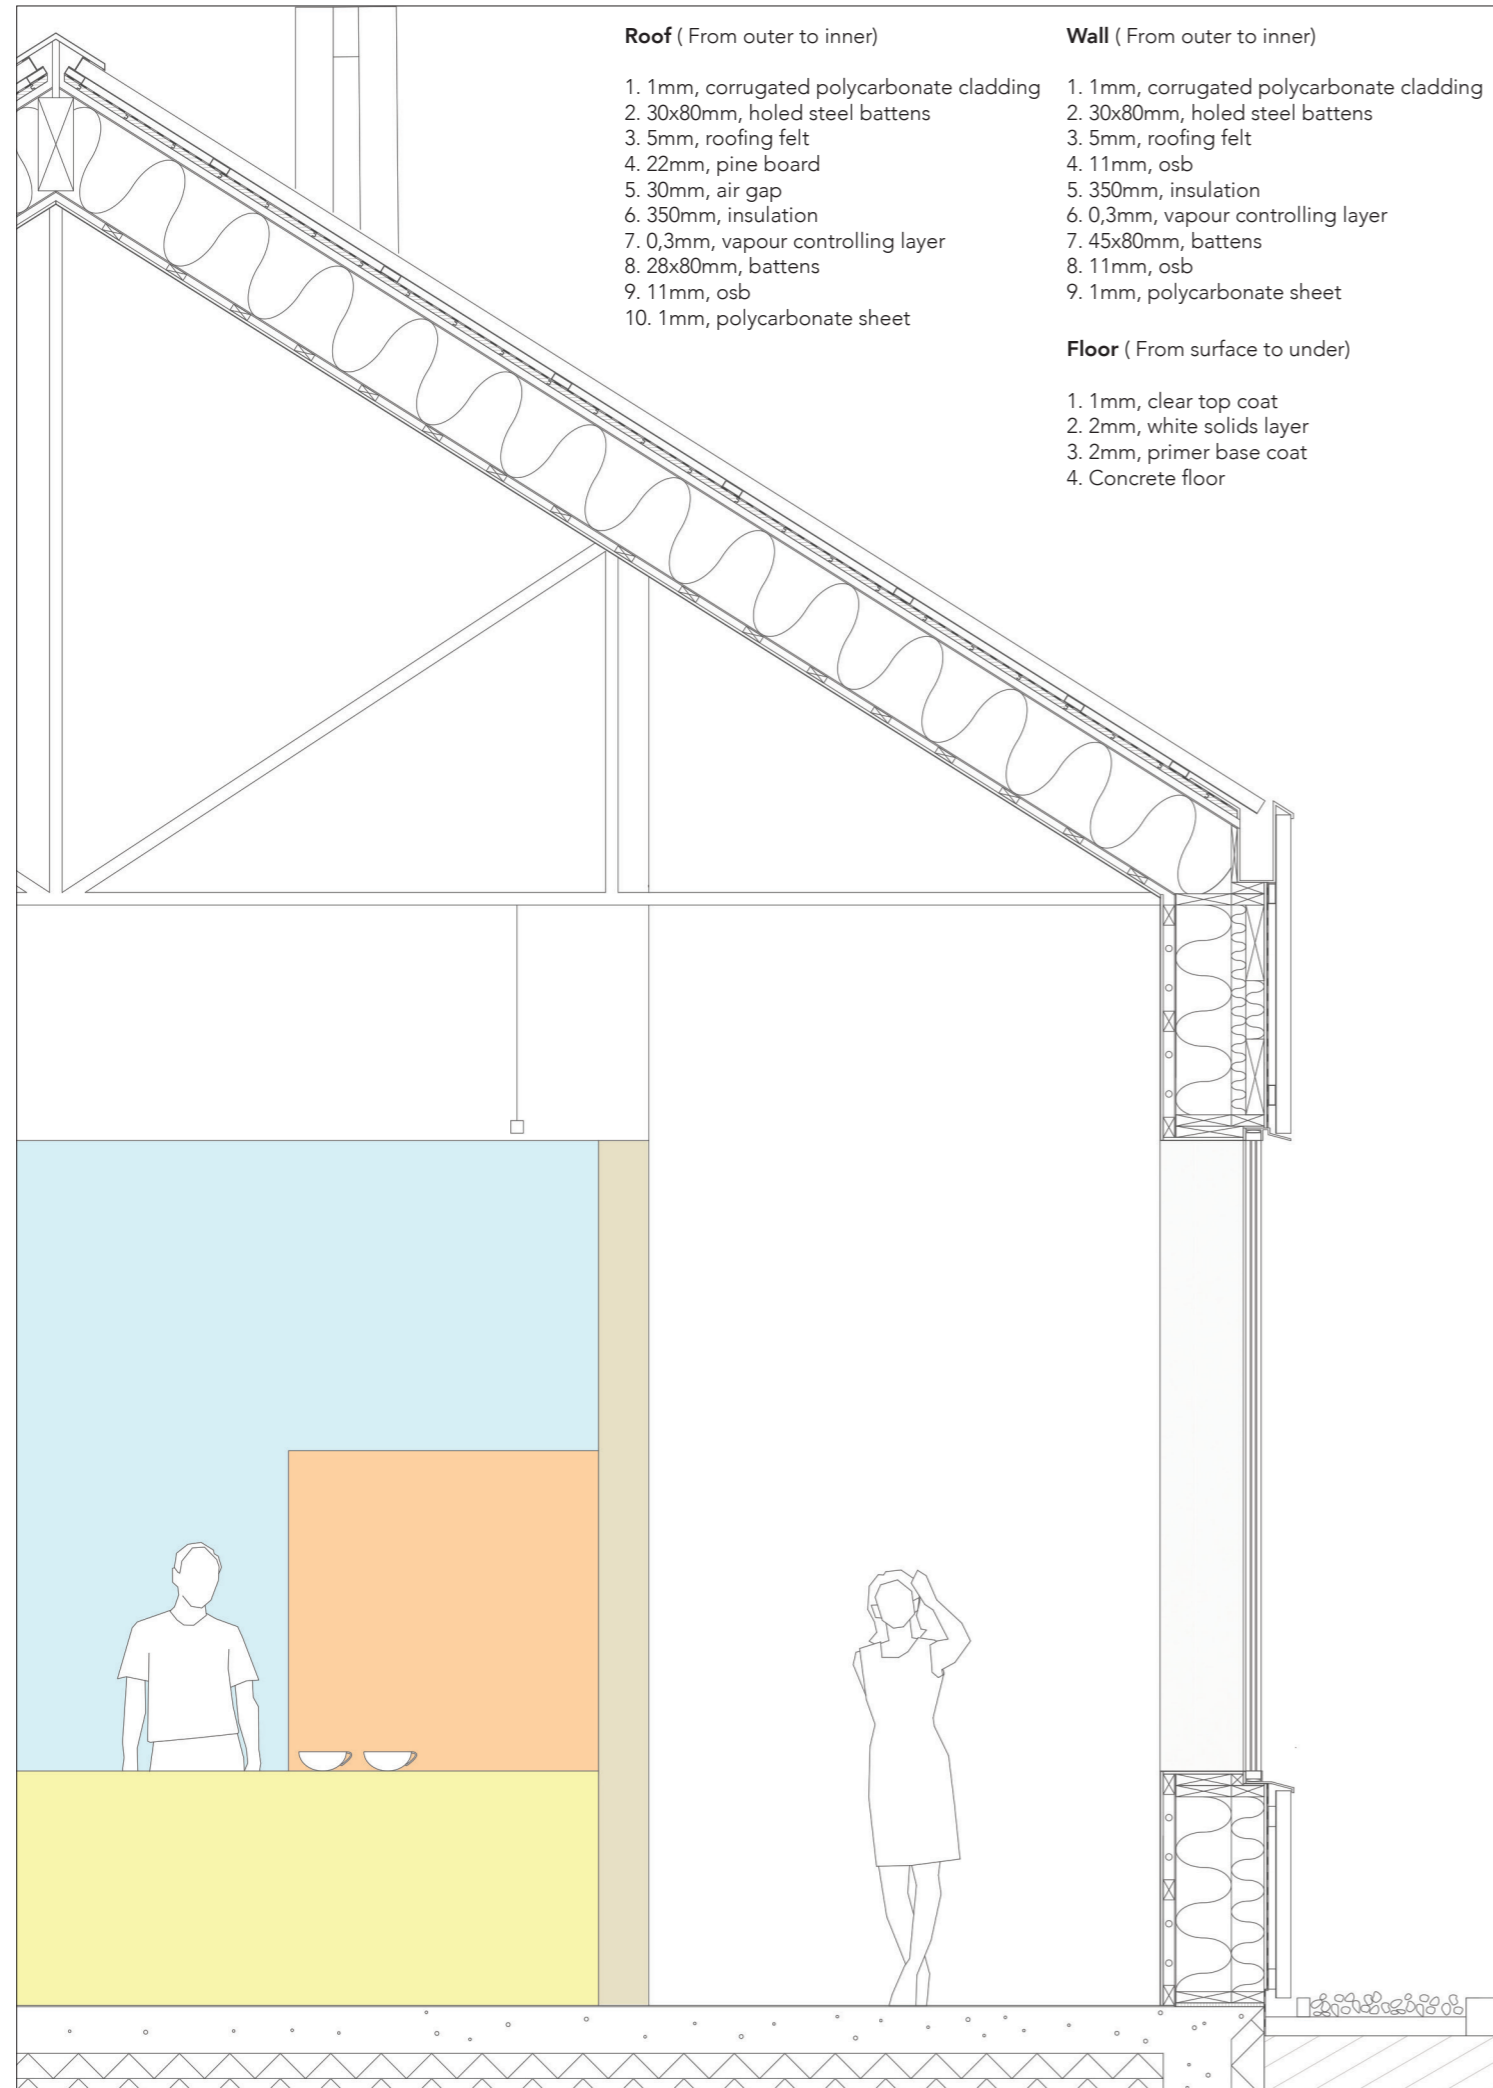 Roof ( From outer to inner)
1. 1mm, corrugated polycarbonate cladding
2. 30x80mm, holed steel battens
3. 5mm, roofing felt
4. 22mm, pine board
5. 30mm, air gap
6. 350mm, insulation
7. 0,3mm, vapour controlling layer
8. 28x80mm, battens
9. 11mm, osb
10. 1mm, polycarbonate sheet
Wall ( From outer to inner)
1. 1mm, corrugated polycarbonate cladding
2. 30x80mm, holed steel battens
3. 5mm, roofing felt
4. 11mm, osb
5. 350mm, insulation
6. 0,3mm, vapour controlling layer
7. 45x80mm, battens
8. 11mm, osb
9. 1mm, polycarbonate sheet
Floor ( From surface to under)
1. 1mm, clear top coat
2. 2mm, white solids layer
3. 2mm, primer base coat
4. Concrete floor